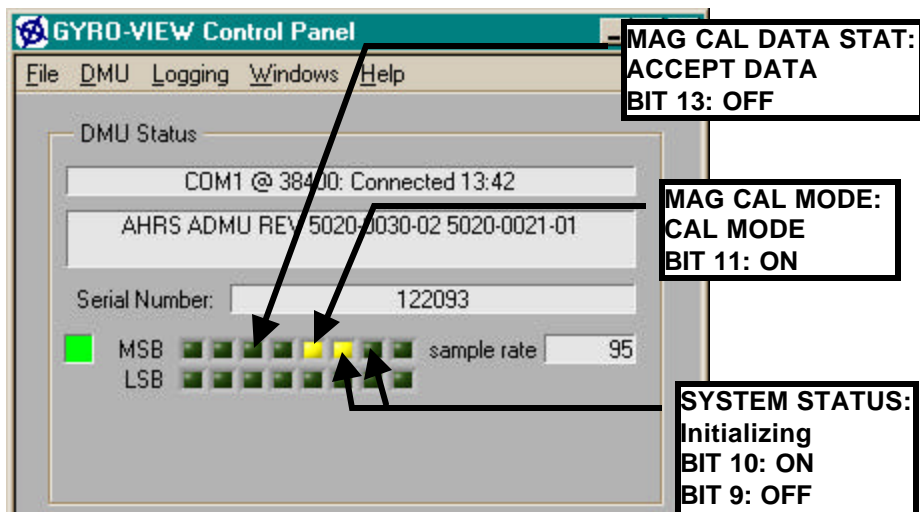 GYRO-VIEW Control Panel
File DMU Logging Windows Help
MAG CAL DATA STAT:
ACCEPT DATA
BIT 13: OFF
DMU Status
COM1 @ 38400: Connected 13:42
AHRS ADMU REV 5020-0030-02 5020-0021-01
MAG CAL MODE:
CAL MODE
BIT 11: ON
Serial Number: 122093
MSB sample rate 95
LSB
SYSTEM STATUS:
Initializing
BIT 10: ON
BIT 9: OFF